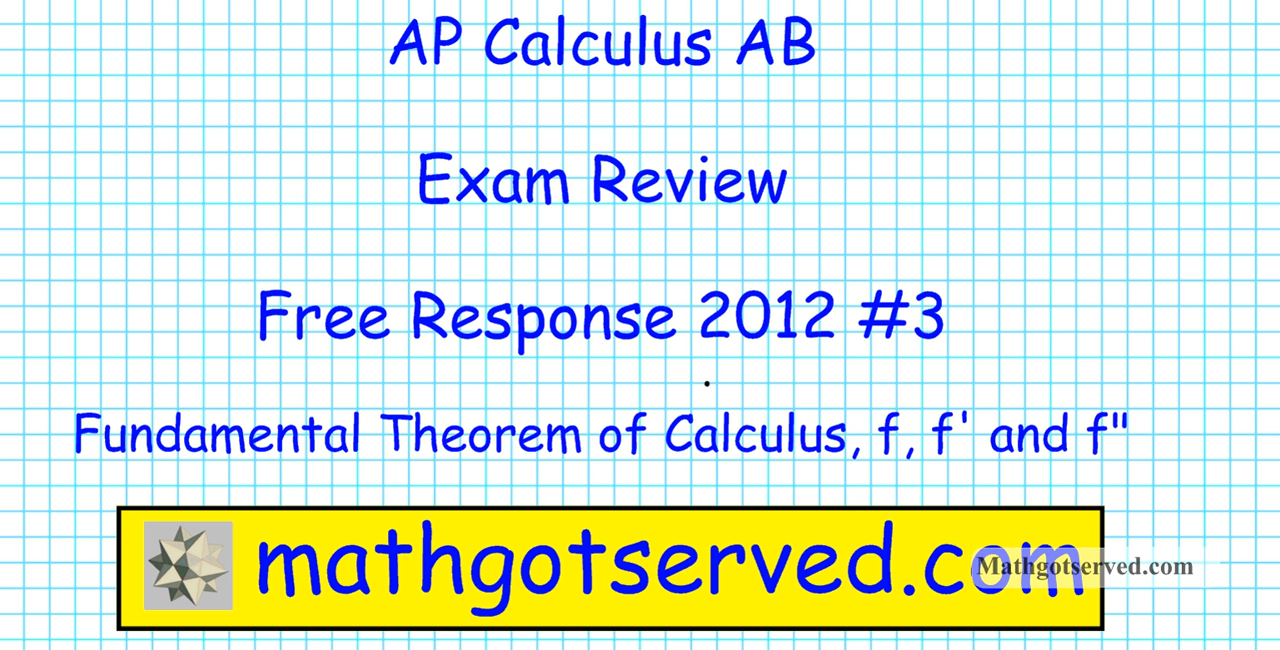 AP Calculus AB
Exam Review
Free Response 2012 #3
Fundamental Theorem of Calculus, f, f' and f"
mathgotserved.com
Mathgotserved.com